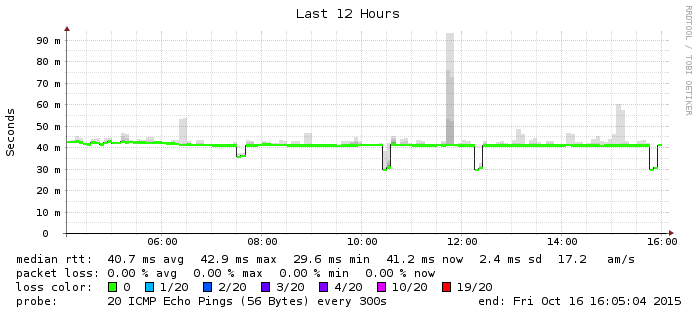 Last 12 Hours
RRDTOOL / TOBI OETIKER
Seconds
90 m
80 m
70 m
60 m
50 m
40 m
30 m
20 m
10 m
0
06:00 08:00 10:00 12:00 14:00 16:00
median rtt: 40.7 ms avg 42.9 ms max 29.6 ms min 41.2 ms now 2.4 ms sd 17.2 am/s
packet loss: 0.00 % avg 0.00 % max 0.00 % min 0.00 % now
loss color: 0 1/20 2/20 3/20 4/20 10/20 19/20
probe: 20 ICMP Echo Pings (56 Bytes) every 300s end: Fri Oct 16 16:05:04 2015